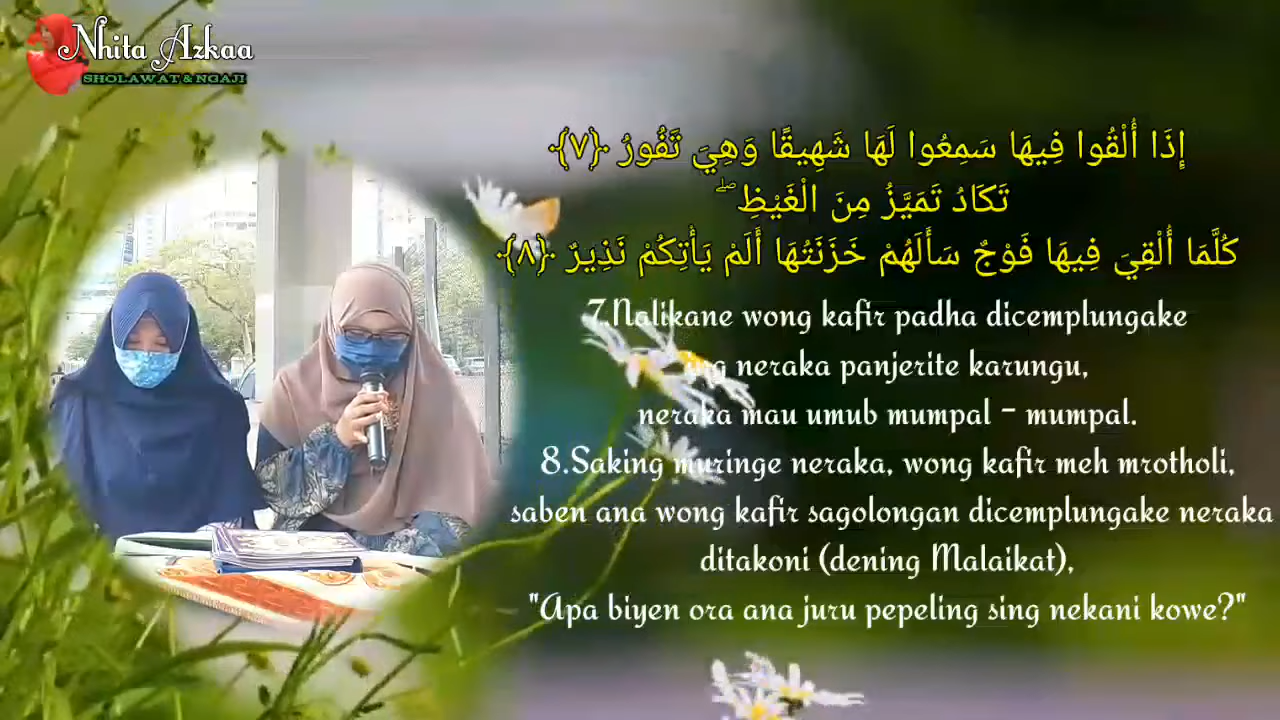 Nhita Azkaa
SHOLAWAT & NGAJI
إِذَا أُلْقُوا فِيهَا سَمِعُوا لَهَا شَهِيقًا وَهِيَ تَفُورُ ﴿٧﴾
تَكَادُ تَمَيَّزُ مِنَ الْغَيْظِ ۖ
كُلَّمَا أُلْقِيَ فِيهَا فَوْجٌ سَأَلَهُمْ خَزَنَتُهَا أَلَمْ يَأْتِكُمْ نَذِيرٌ ﴿٨﴾
7.Nalikane wong kafir padha dicemplungake
ing neraka panjerite karungu,
neraka mau umub mumpal - mumpal.
8.Saking muringe neraka, wong kafir meh mrotholi,
saben ana wong kafir sagolongan dicemplungake neraka
ditakoni (dening Malaikat),
"Apa biyen ora ana juru pepeling sing nekani kowe?"